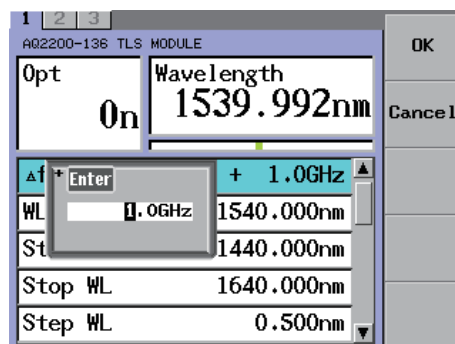 1 2 3
AQ2200-136 TLS MODULE
OK
Opt
On
Wavelength
1539.992nm
Cancel
Δf + 1.0GHz
Enter
1.0GHz
WL 1540.000nm
St 1440.000nm
Stop WL 1640.000nm
Step WL 0.500nm